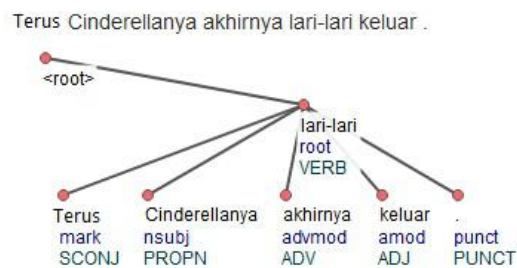 Terus Cinderellanya akhirnya lari-lari keluar .
<root>
lari-lari
root
VERB
Terus Cinderellanya akhirnya keluar .
mark nsubj advmod amod punct
SCONJ PROPN ADV ADJ PUNCT